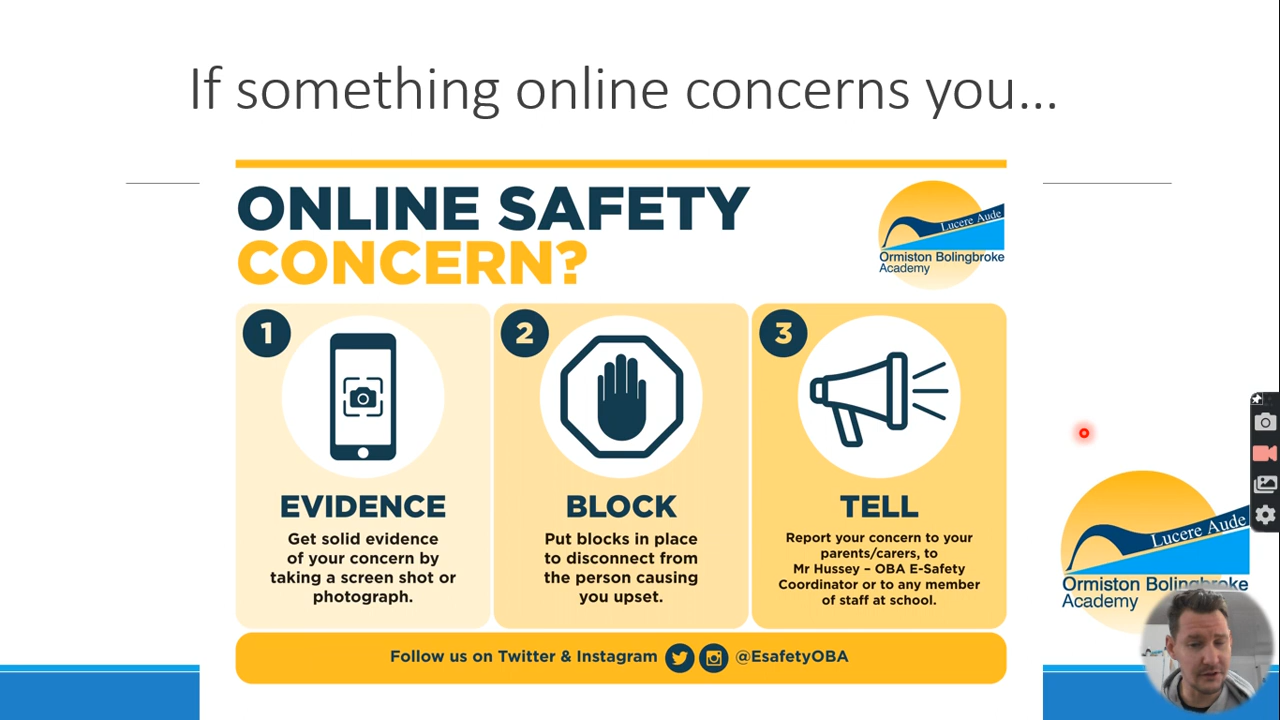 If something online concerns you...
ONLINE SAFETY
CONCERN?
Lucere Aude
Ormiston Bolingbroke
Academy
1
EVIDENCE
Get solid evidence
of your concern by
taking a screen shot or
photograph.
2
BLOCK
Put blocks in place
to disconnect from
the person causing
you upset.
3
TELL
Report your concern to your
parents/carers, to
Mr Hussey – OBA E-Safety
Coordinator or to any member
of staff at school.
Follow us on Twitter & Instagram @EsafetyOBA
Lucere Aude
Ormiston Bolingbroke
Academy